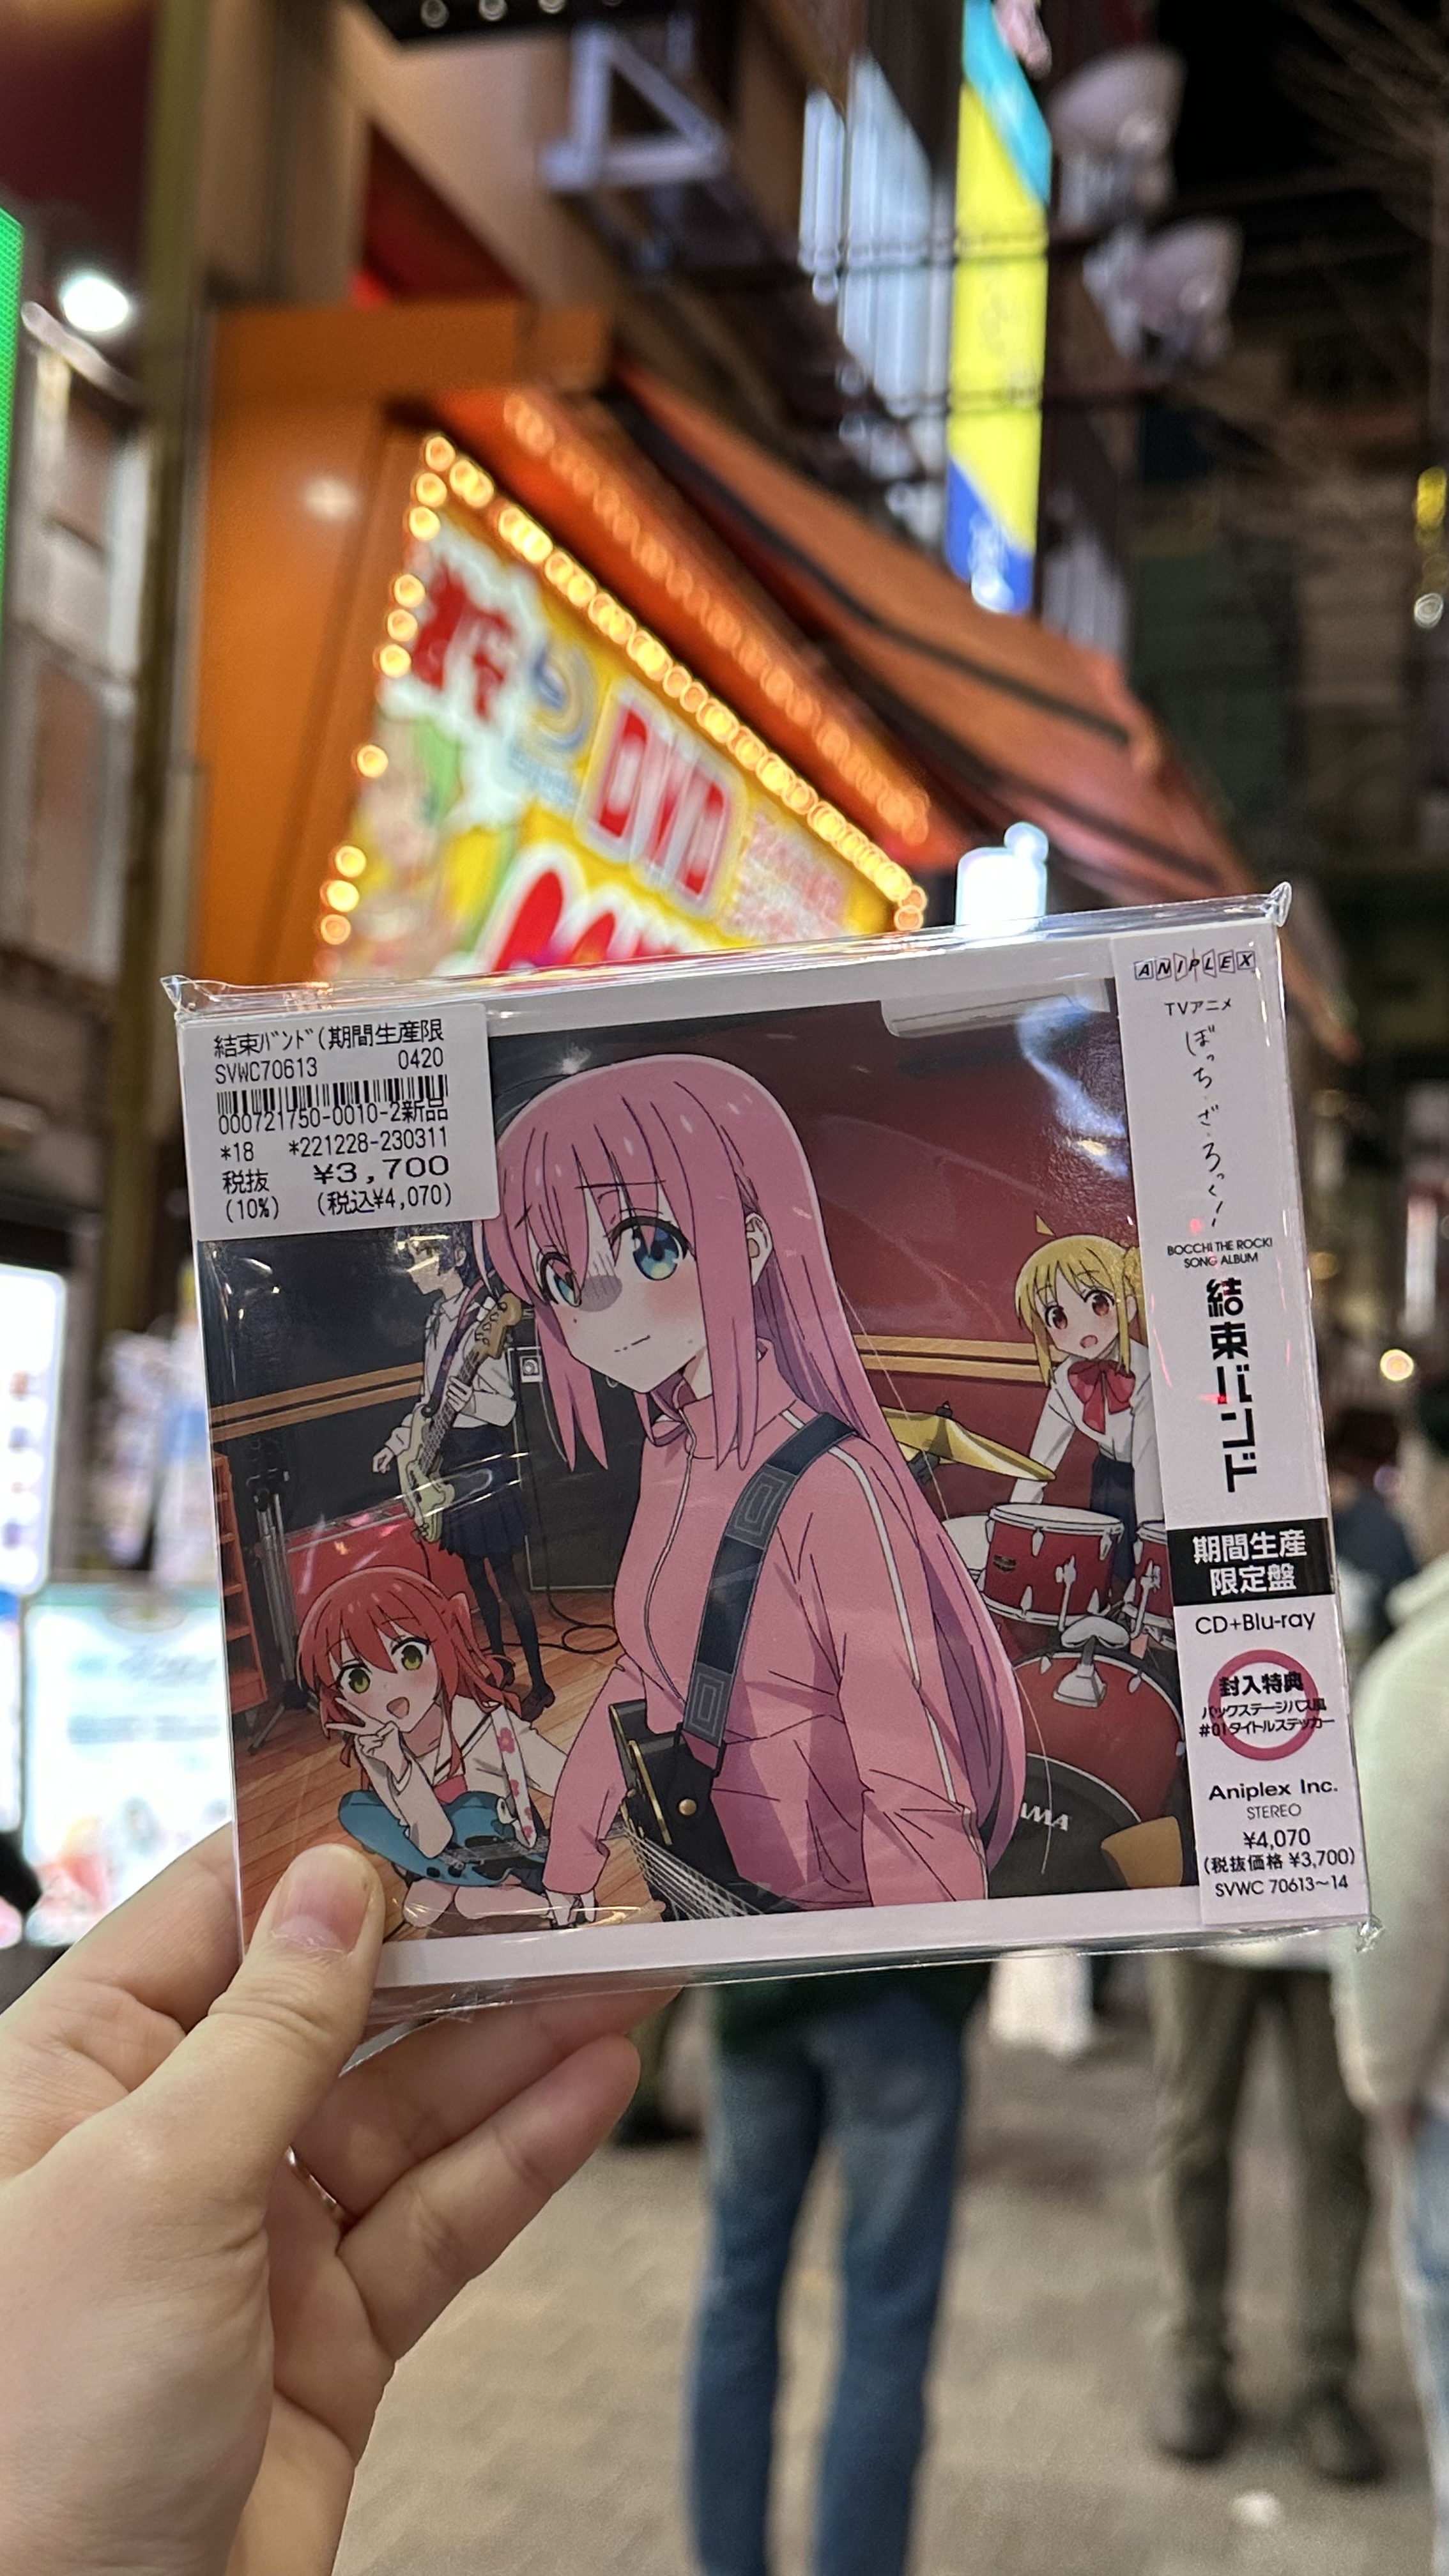 DVD
結束バンド(期間生産限
SVWC70613 0420
000721750-0010-2新品
*18 *221228-230311
税抜 ¥3,700
(10%) (税込¥4,070)
ANIPLEX
TVアニメ
ぼっち・ざ・ろっく!
BOCCHI THE ROCK!
SONG ALBUM
結束バンド
期間生産
限定盤
CD+Blu-ray
封入特典
バックステージパス風
#01タイトルステッカー
Aniplex Inc.
STEREO
¥4,070
(税抜価格 ¥3,700)
SVWC 70613~14